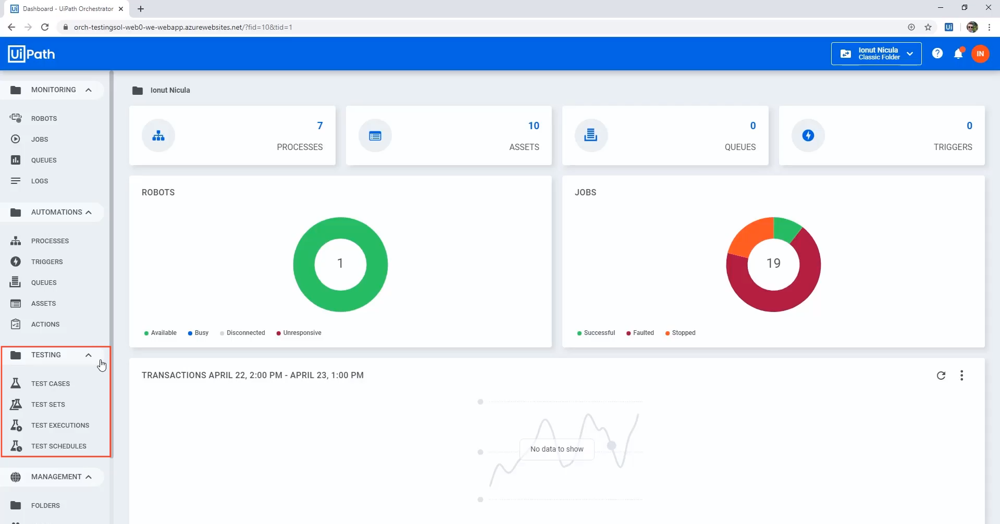 Ui Dashboard - UiPath Orchestrator
orch-testingsol-web0-we-webapp.azurewebsites.net/?fid=10&tid=1
Ui
UiPath
Ionut Nicula
Classic Folder
IN
MONITORING
ROBOTS
JOBS
QUEUES
LOGS
AUTOMATIONS
PROCESSES
TRIGGERS
QUEUES
ASSETS
ACTIONS
TESTING
TEST CASES
TEST SETS
TEST EXECUTIONS
TEST SCHEDULES
MANAGEMENT
FOLDERS
Ionut Nicula
7
PROCESSES
10
ASSETS
0
QUEUES
0
TRIGGERS
ROBOTS
1
Available Busy Disconnected Unresponsive
JOBS
19
Successful Faulted Stopped
TRANSACTIONS APRIL 22, 2:00 PM - APRIL 23, 1:00 PM
No data to show